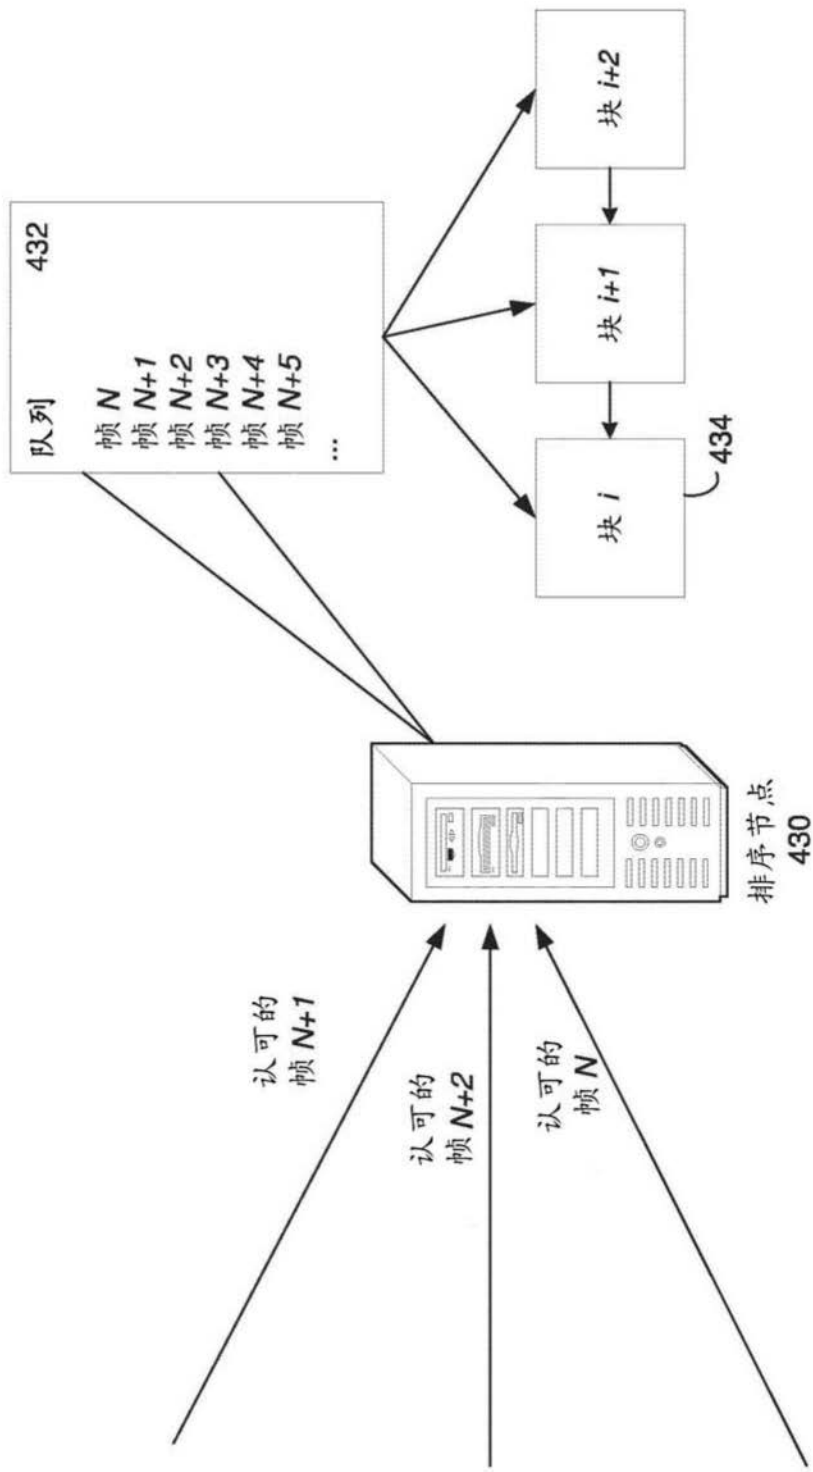 认可的
帧 N+1
认可的
帧 N+2
认可的
帧 N
排序节点
430
队列
432
帧 N
帧 N+1
帧 N+2
帧 N+3
帧 N+4
帧 N+5
...
块 i
块 i+1
块 i+2
434